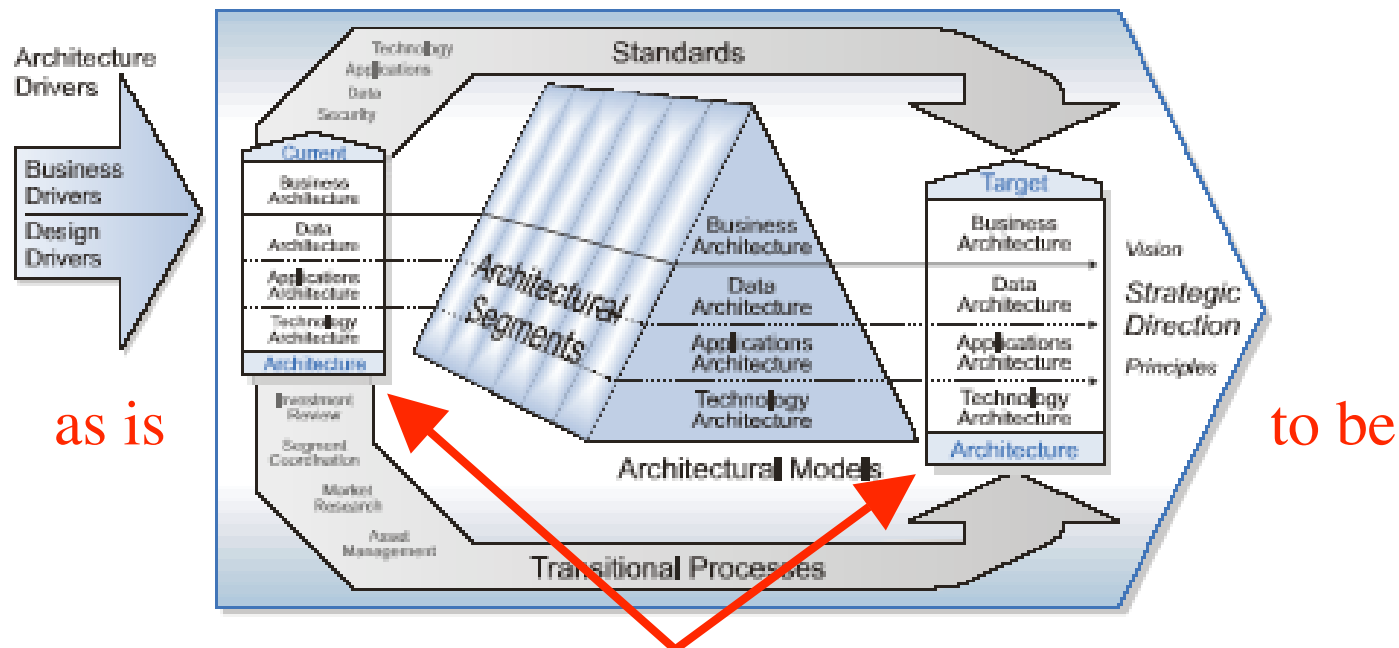 Architecture
Drivers
Business
Drivers
Design
Drivers
Technology
Applications
Data
Security
Standards
Current
Business
Architecture
Data
Architecture
Applications
Architecture
Technology
Architecture
Architecture
Architectural
Segments
Business
Architecture
Data
Architecture
Applications
Architecture
Technology
Architecture
Architectural Models
Target
Business
Architecture
Data
Architecture
Applications
Architecture
Technology
Architecture
Architecture
Vision
Strategic
Direction
Principles
as is
to be
Investment
Review
Segment
Coordination
Market
Research
Asset
Management
Transitional Processes